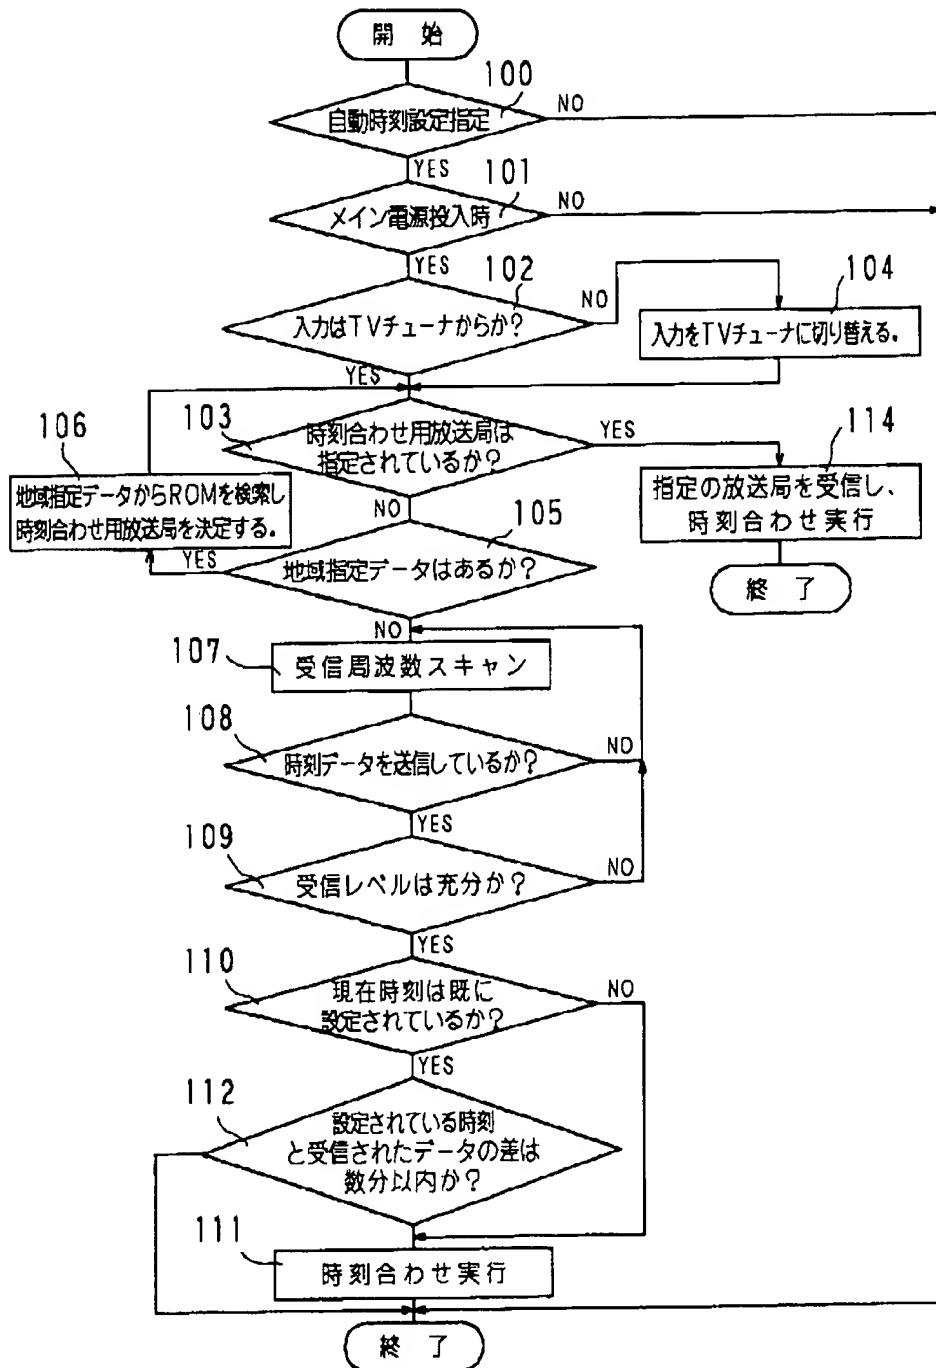 開 始
100
自動時刻設定指定
NO
YES
101
メイン電源投入時
NO
YES
102
入力はTVチューナからか?
NO
104
入力をTVチューナに切り替える。
YES
103
時刻合わせ用放送局は
指定されているか?
YES
114
指定の放送局を受信し、
時刻合わせ実行
終 了
106
地域指定データからROMを検索し
時刻合わせ用放送局を決定する。
NO
105
地域指定データはあるか?
YES
NO
107
受信周波数スキャン
108
時刻データを送信しているか?
NO
YES
109
受信レベルは充分か?
NO
YES
110
現在時刻は既に
設定されているか?
NO
YES
112
設定されている時刻
と受信されたデータの差は
数分以内か?
111
時刻合わせ実行
終 了